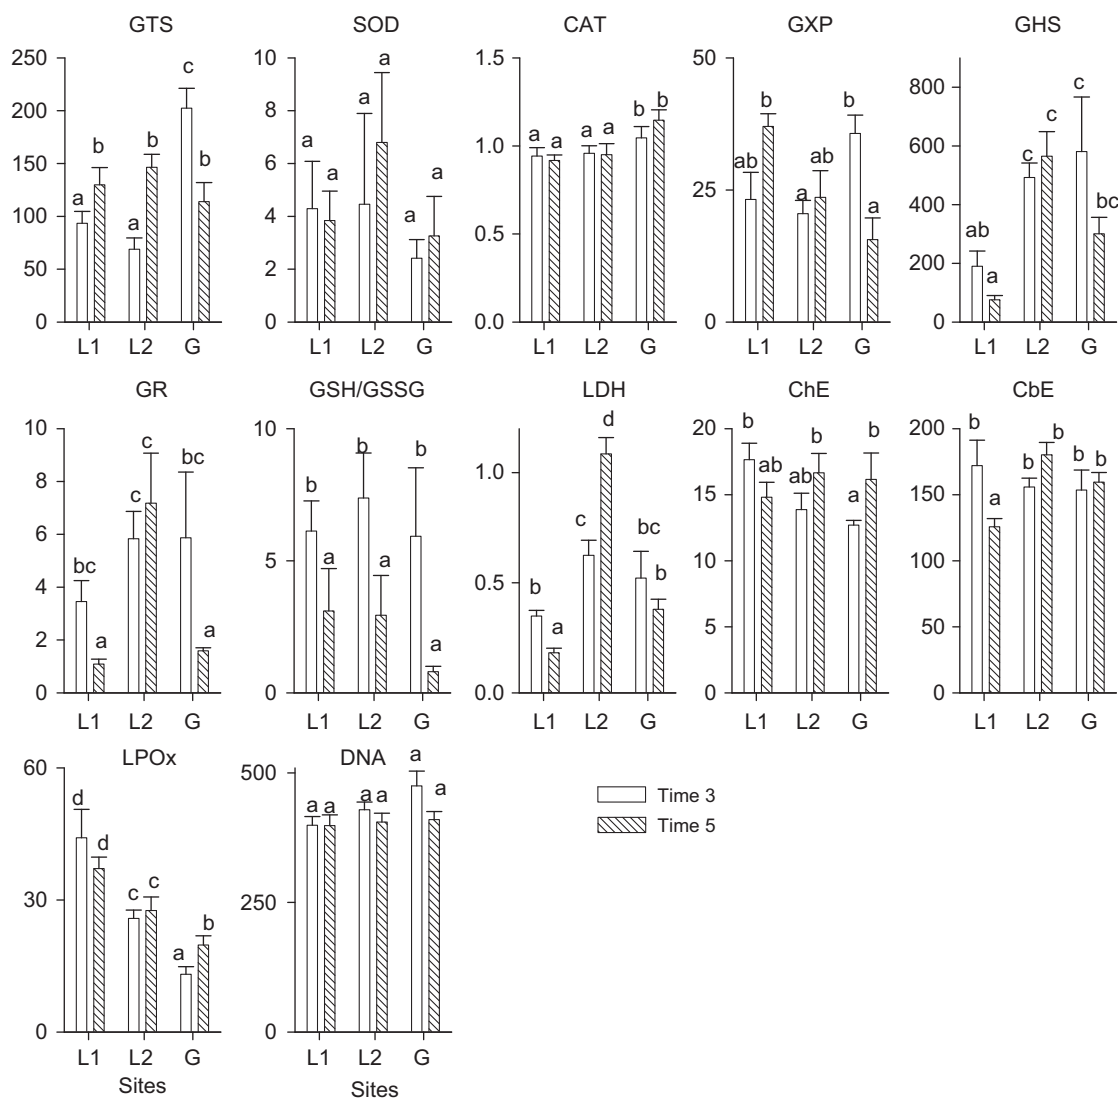 GTS SOD CAT GXP GHS
250 10 1.5 50 800
200 8 1.0 25 600
150 6 0.5 0 400
100 4 0.0 200
50 2 0
0 0
a b a b c b
a a a a a a
a a a a b b
ab b a ab b a
ab a c c c bc
L1 L2 G L1 L2 G L1 L2 G L1 L2 G L1 L2 G
GR GSH/GSSG LDH ChE CbE
10 10 1.0 20 200
8 5 0.5 15 150
6 0 0.0 10 100
4 5 50
2 0 0
0
bc a c c bc a
b a b a b a
b a c d bc b
b ab ab b a b
b a b b b b
L1 L2 G L1 L2 G L1 L2 G L1 L2 G L1 L2 G
LPOx DNA
60 500
30 250
0 0
d d c c a b
a a a a a a
Time 3
Time 5
L1 L2 G L1 L2 G
Sites Sites